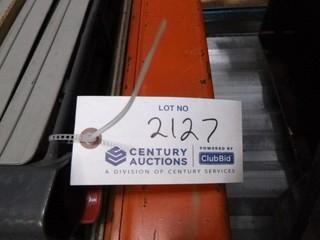 LOT NO
2127
CENTURY AUCTIONS
POWERED BY
ClubBid
A DIVISION OF CENTURY SERVICES